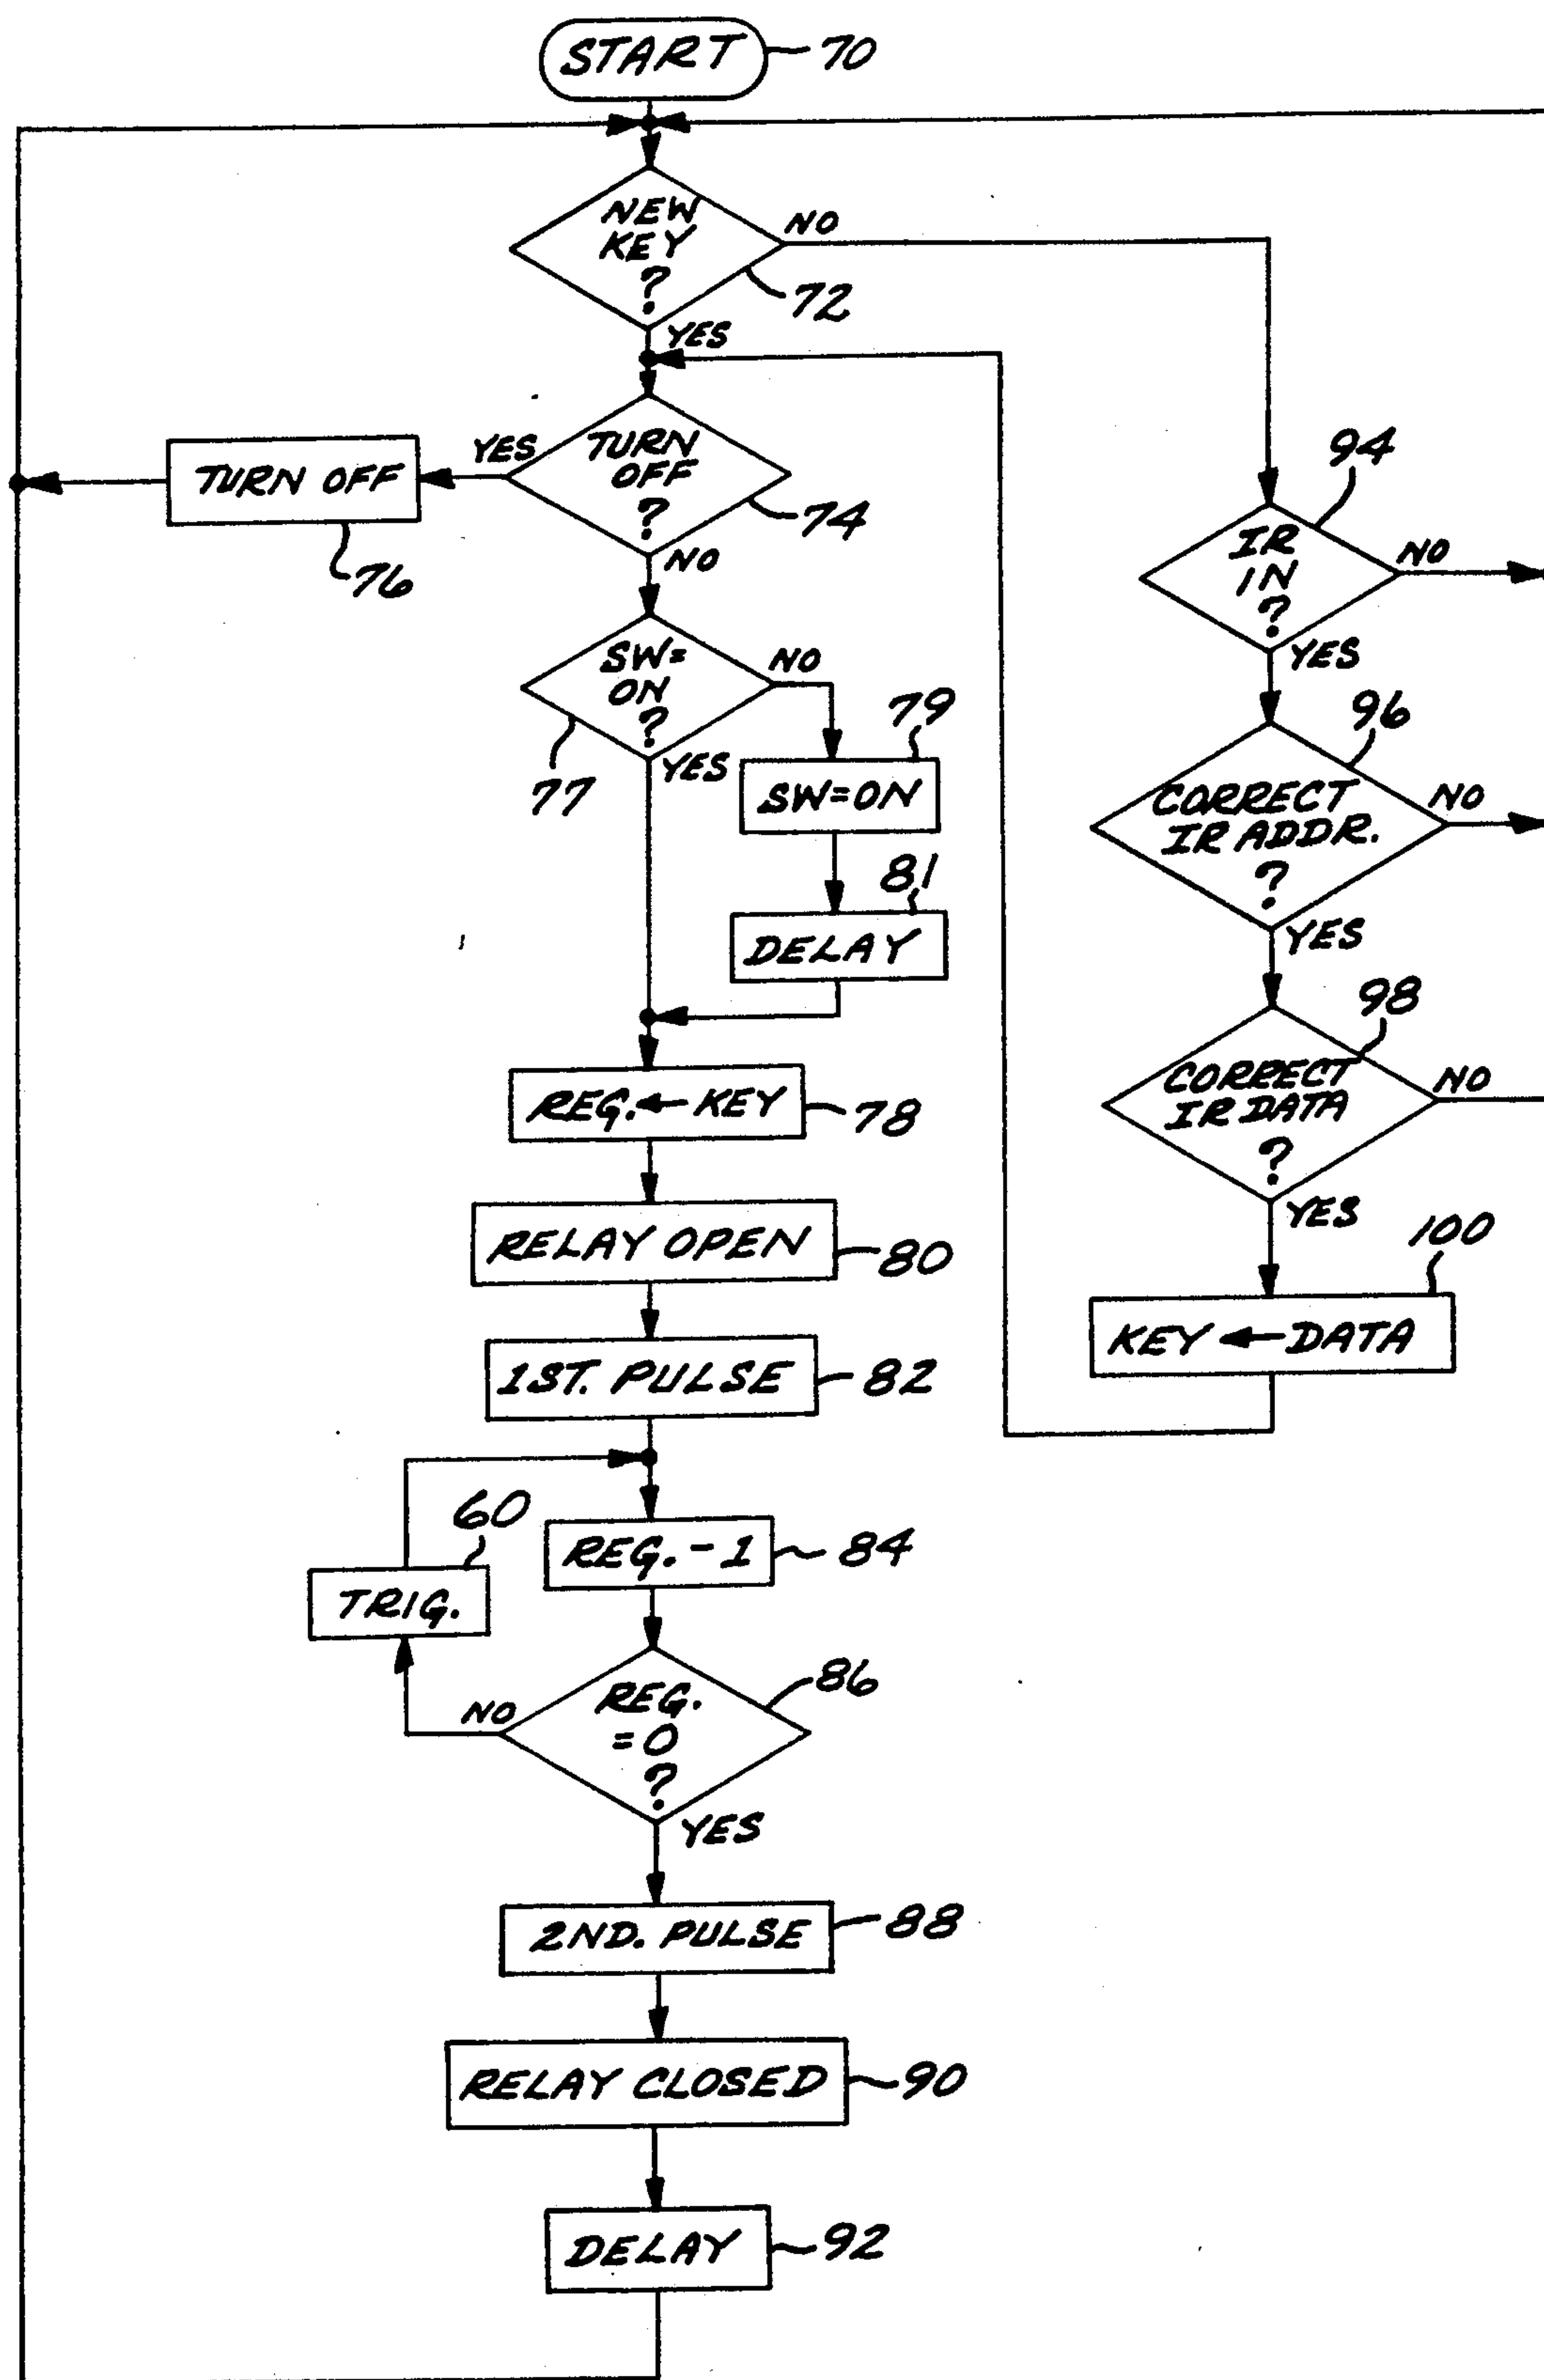 START
70
NEW
KEY
?
NO
72
YES
TURN
OFF
?
YES
74
TURN OFF
76
NO
SW=
ON
?
NO
77
YES
79
SW=ON
81
DELAY
REG.←KEY
78
RELAY OPEN
80
1ST. PULSE
82
60
TRIG.
REG.-1
84
REG.
=0
?
86
NO
YES
2ND. PULSE
88
RELAY CLOSED
90
DELAY
92
94
IR
IN
?
NO
YES
96
CORRECT
IR ADDR.
?
NO
YES
98
CORRECT
IR DATA
?
NO
YES
100
KEY←DATA